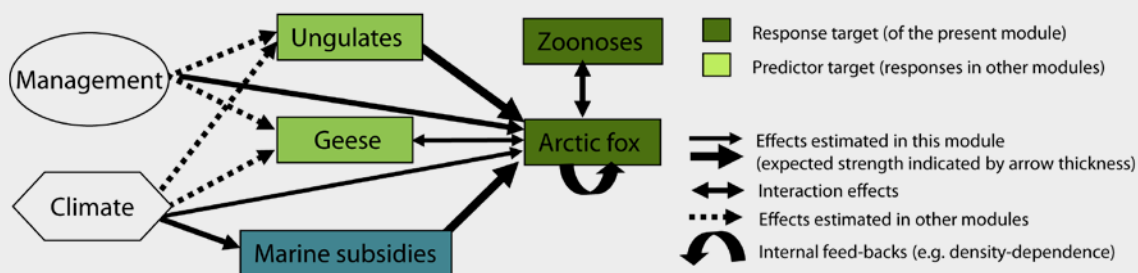 Ungulates
Zoonoses
Management
Geese
Arctic fox
Climate
Marine subsidies
Response target (of the present module)
Predictor target (responses in other modules)
Effects estimated in this module
(expected strength indicated by arrow thickness)
Interaction effects
Effects estimated in other modules
Internal feed-backs (e.g. density-dependence)